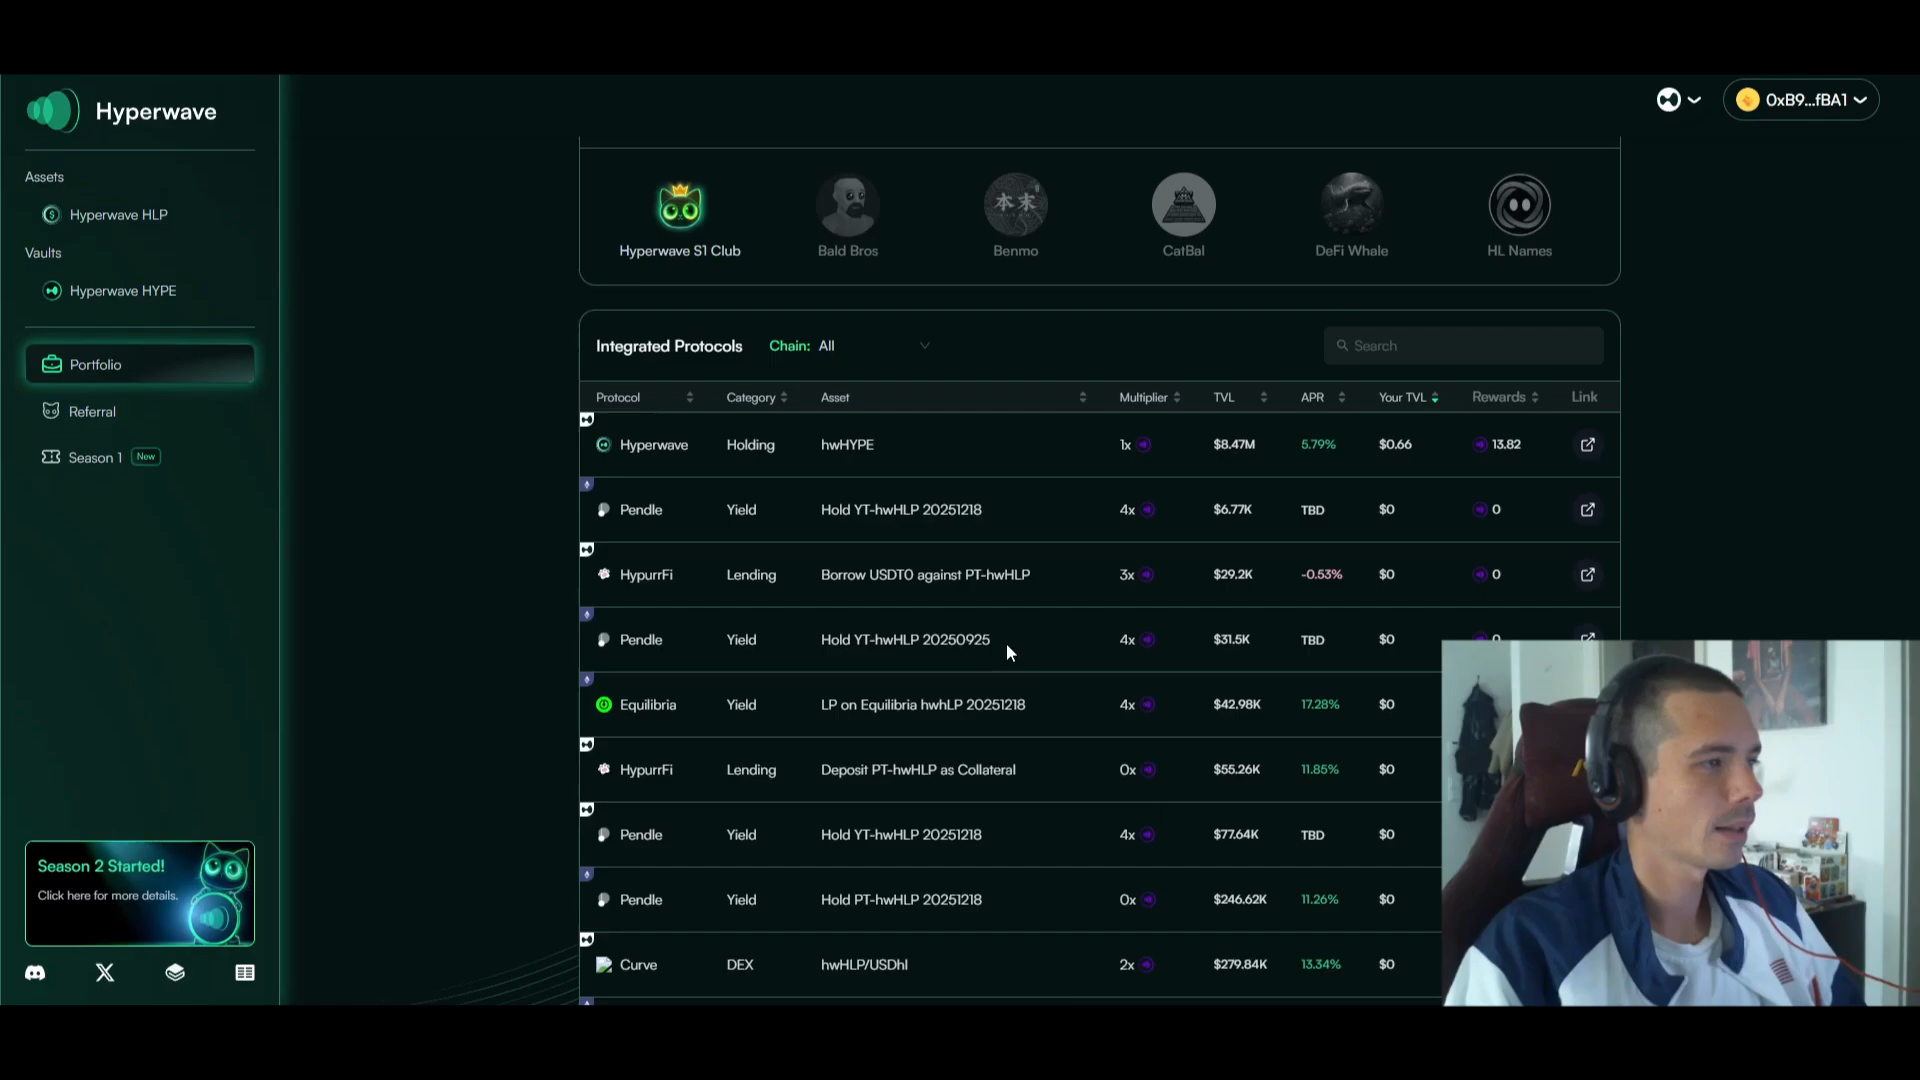 Hyperwave
0xB9...fBA1
Assets
Hyperwave HLP
Vaults
Hyperwave HYPE
Portfolio
Referral
Season 1 New
Season 2 Started!
Click here for more details.
Hyperwave S1 Club Bald Bros Benmo CatBal DeFi Whale HL Names
本末
Integrated Protocols Chain: All Search
Protocol Category Asset Multiplier TVL APR Your TVL Rewards Link
Hyperwave Holding hwHYPE 1x $8.47M 5.79% $0.66 13.82
Pendle Yield Hold YT-hwHLP 20251218 4x $6.77K TBD $0 0
HypurrFi Lending Borrow USDT0 against PT-hwHLP 3x $29.2K -0.53% $0 0
Pendle Yield Hold YT-hwHLP 20250925 4x $31.5K TBD $0
Equilibria Yield LP on Equilibria hwhLP 20251218 4x $42.98K 17.28% $0
HypurrFi Lending Deposit PT-hwHLP as Collateral 0x $55.26K 11.85% $0
Pendle Yield Hold YT-hwHLP 20251218 4x $77.64K TBD $0
Pendle Yield Hold PT-hwHLP 20251218 0x $246.62K 11.26% $0
Curve DEX hwHLP/USDhl 2x $279.84K 13.34% $0